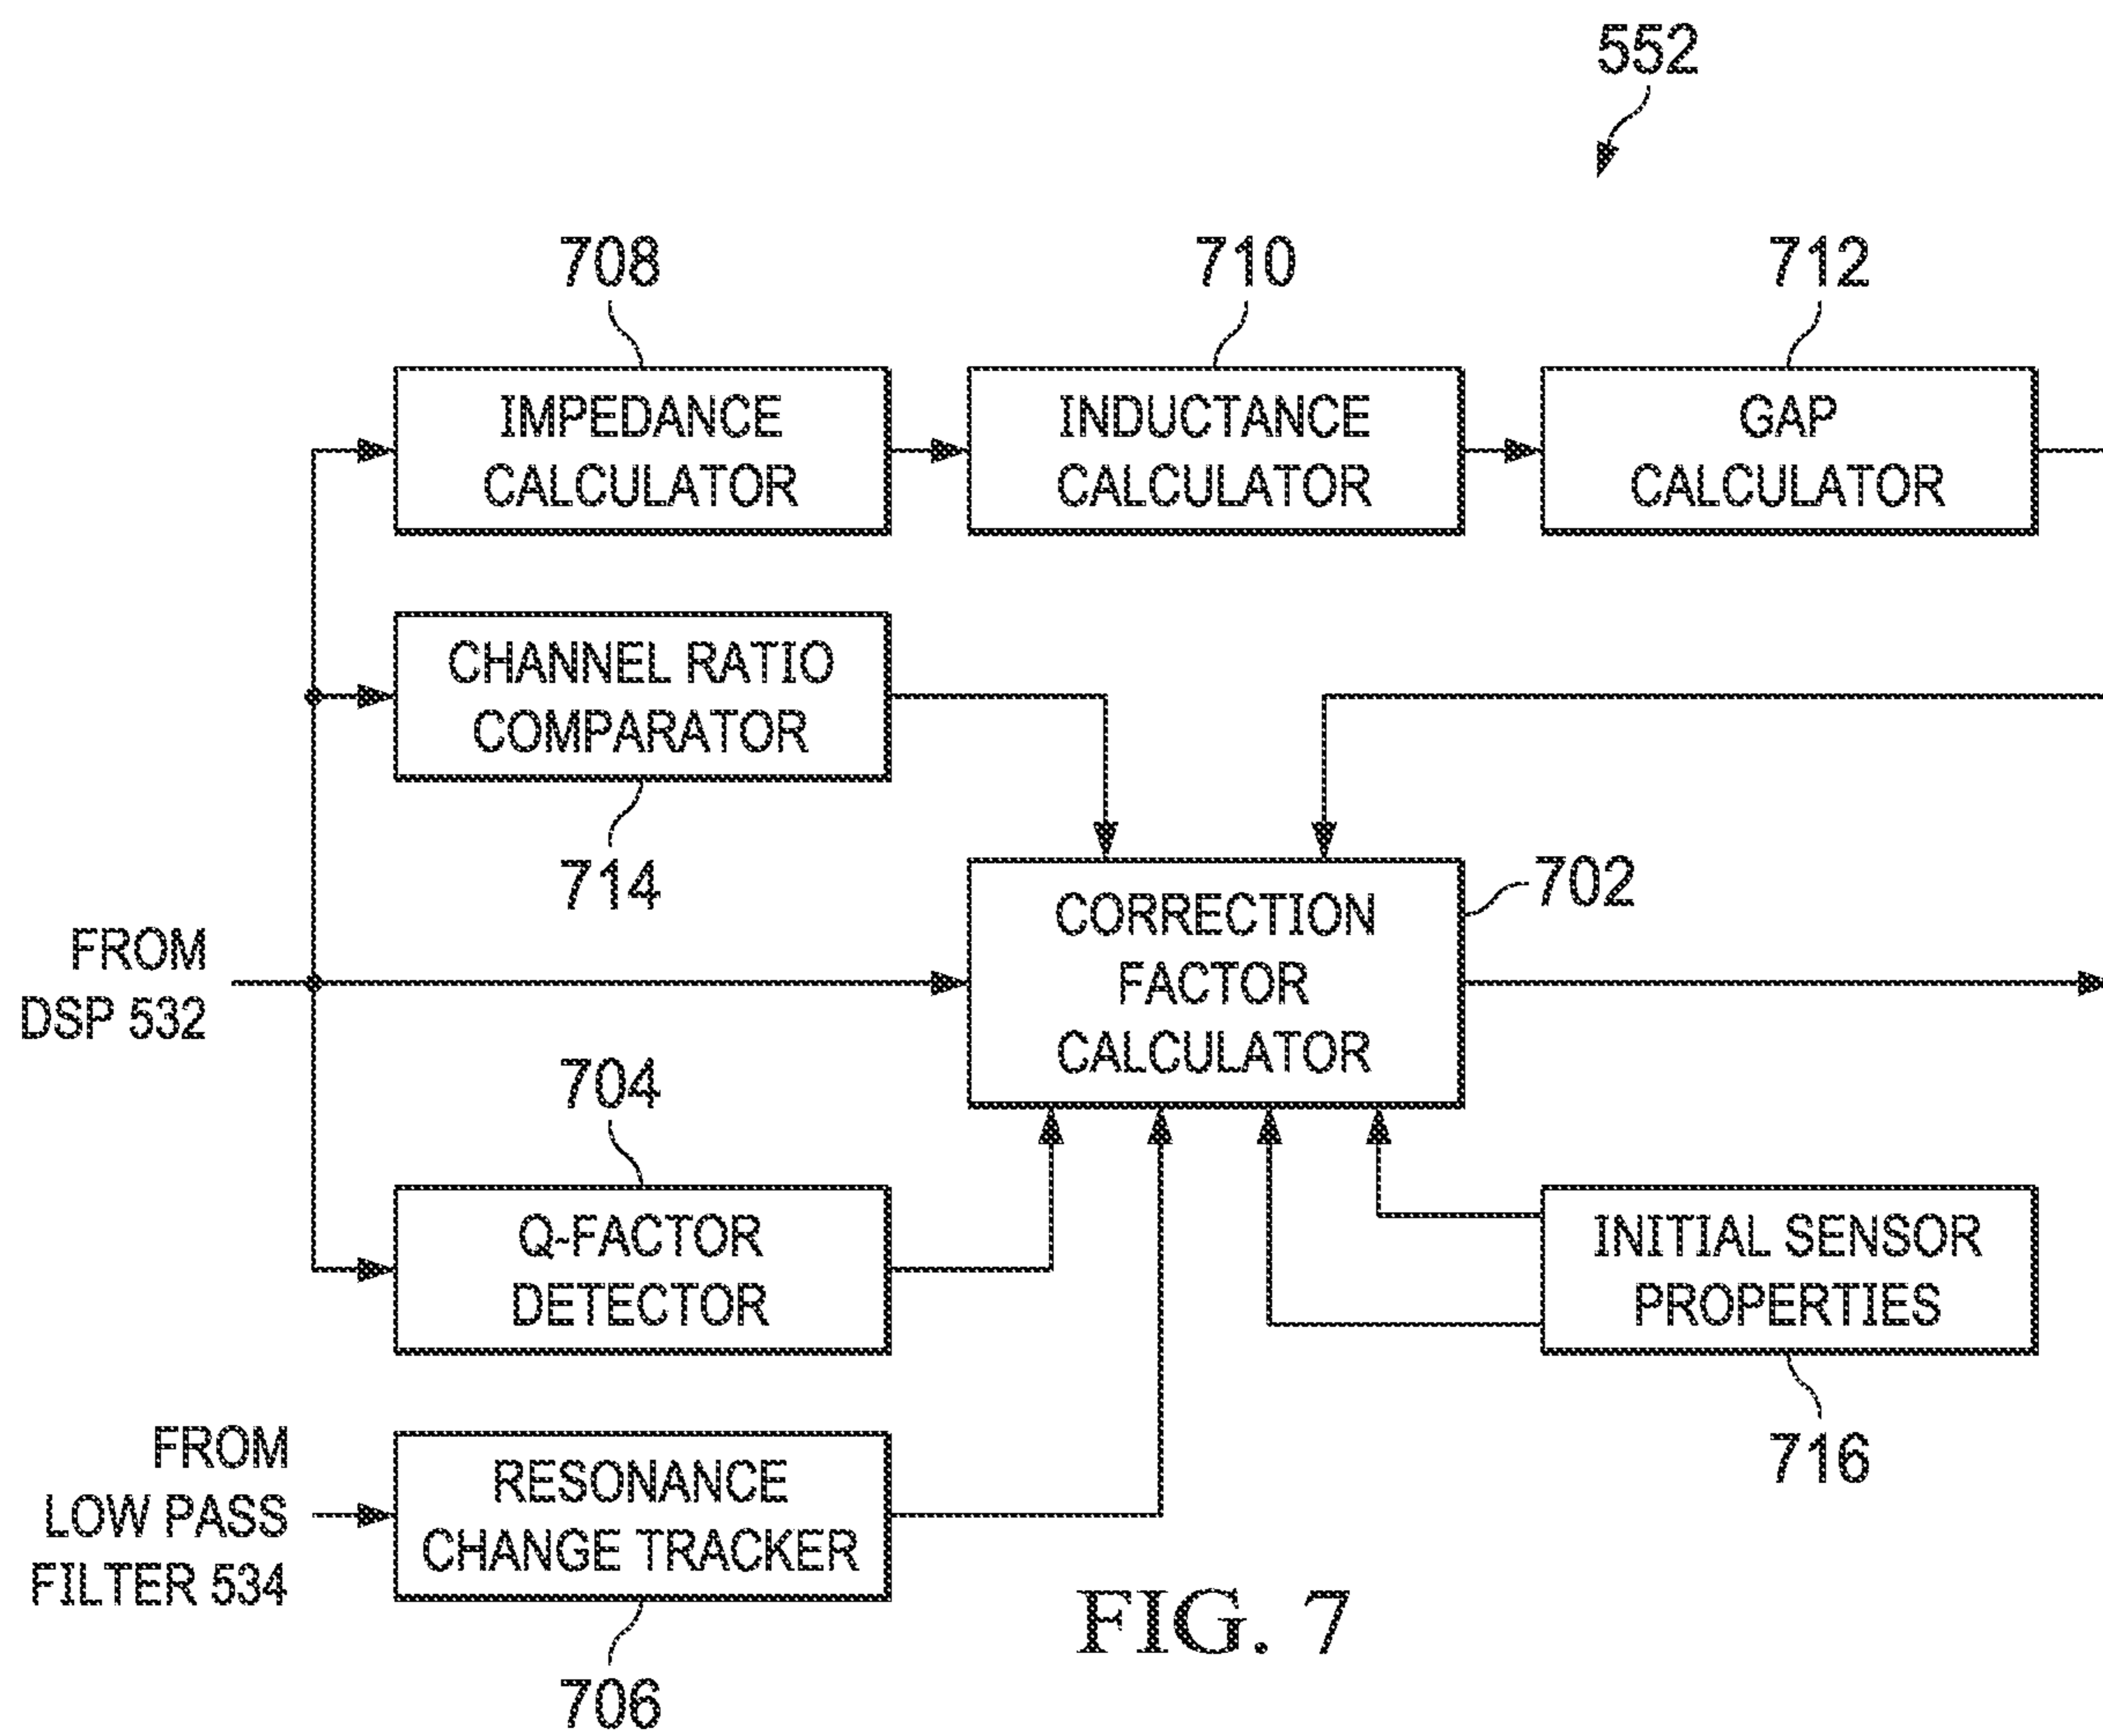 552
708
710
712
IMPEDANCE
CALCULATOR
INDUCTANCE
CALCULATOR
GAP
CALCULATOR
CHANNEL RATIO
COMPARATOR
714
702
CORRECTION
FACTOR
CALCULATOR
FROM
DSP 532
704
Q-FACTOR
DETECTOR
INITIAL SENSOR
PROPERTIES
716
FROM
LOW PASS
FILTER 534
RESONANCE
CHANGE TRACKER
706
FIG. 7